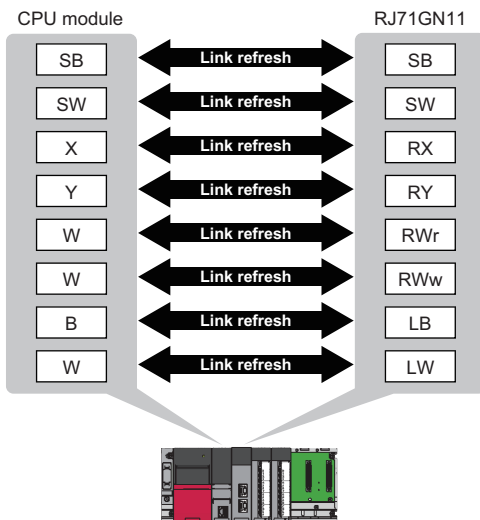 CPU module RJ71GN11
SB Link refresh SB
SW Link refresh SW
X Link refresh RX
Y Link refresh RY
W Link refresh RWr
W Link refresh RWw
B Link refresh LB
W Link refresh LW